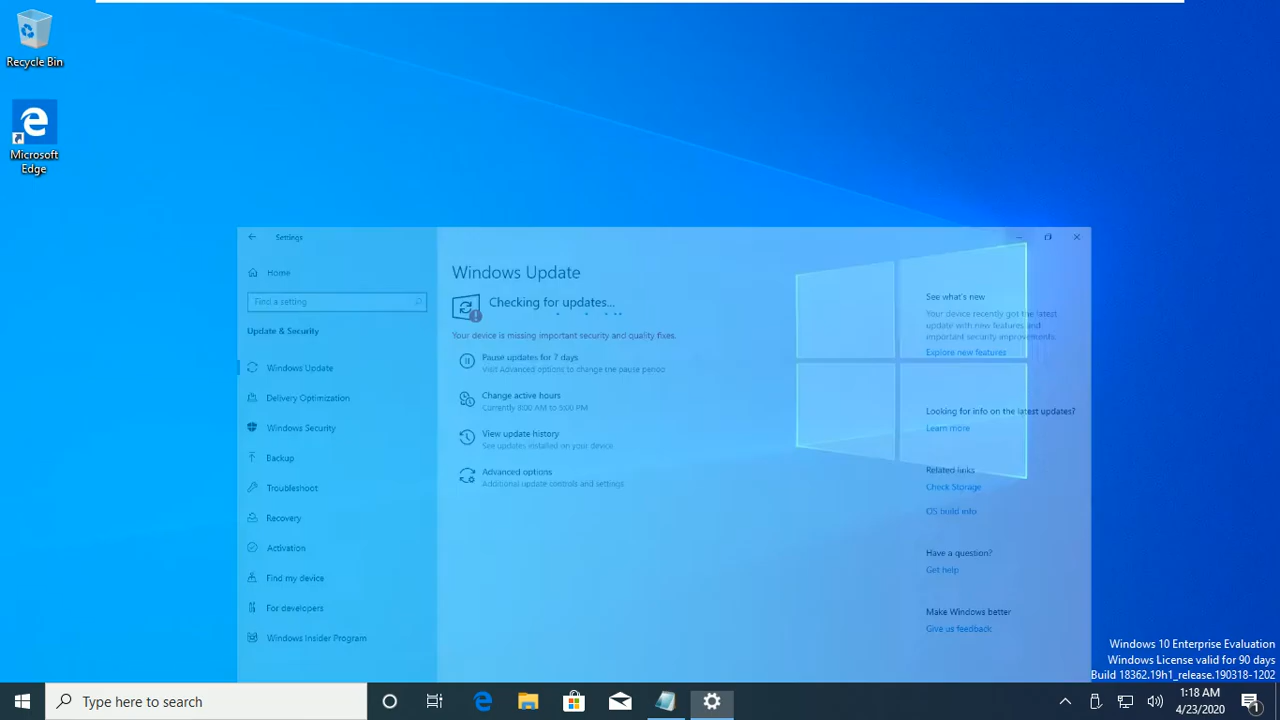 Recycle Bin
Microsoft
Edge
Settings
Home
Find a setting
Update & Security
Windows Update
Delivery Optimization
Windows Security
Backup
Troubleshoot
Recovery
Activation
Find my device
For developers
Windows Insider Program
Windows Update
Checking for updates...
Your device is missing important security and quality fixes.
Pause updates for 7 days
Visit Advanced options to change the pause period
Change active hours
Currently 8:00 AM to 5:00 PM
View update history
See updates installed on your device
Advanced options
Additional update controls and settings
See what's new
Your device recently got the latest
update with new features and
important security improvements.
Explore new features
Looking for info on the latest updates?
Learn more
Related links
Check Storage
OS build info
Have a question?
Get help
Make Windows better
Give us feedback
Windows 10 Enterprise Evaluation
Windows License valid for 90 days
Build 18362.19h1_release.190318-1202
Type here to search
1:18 AM
4/23/2020
1